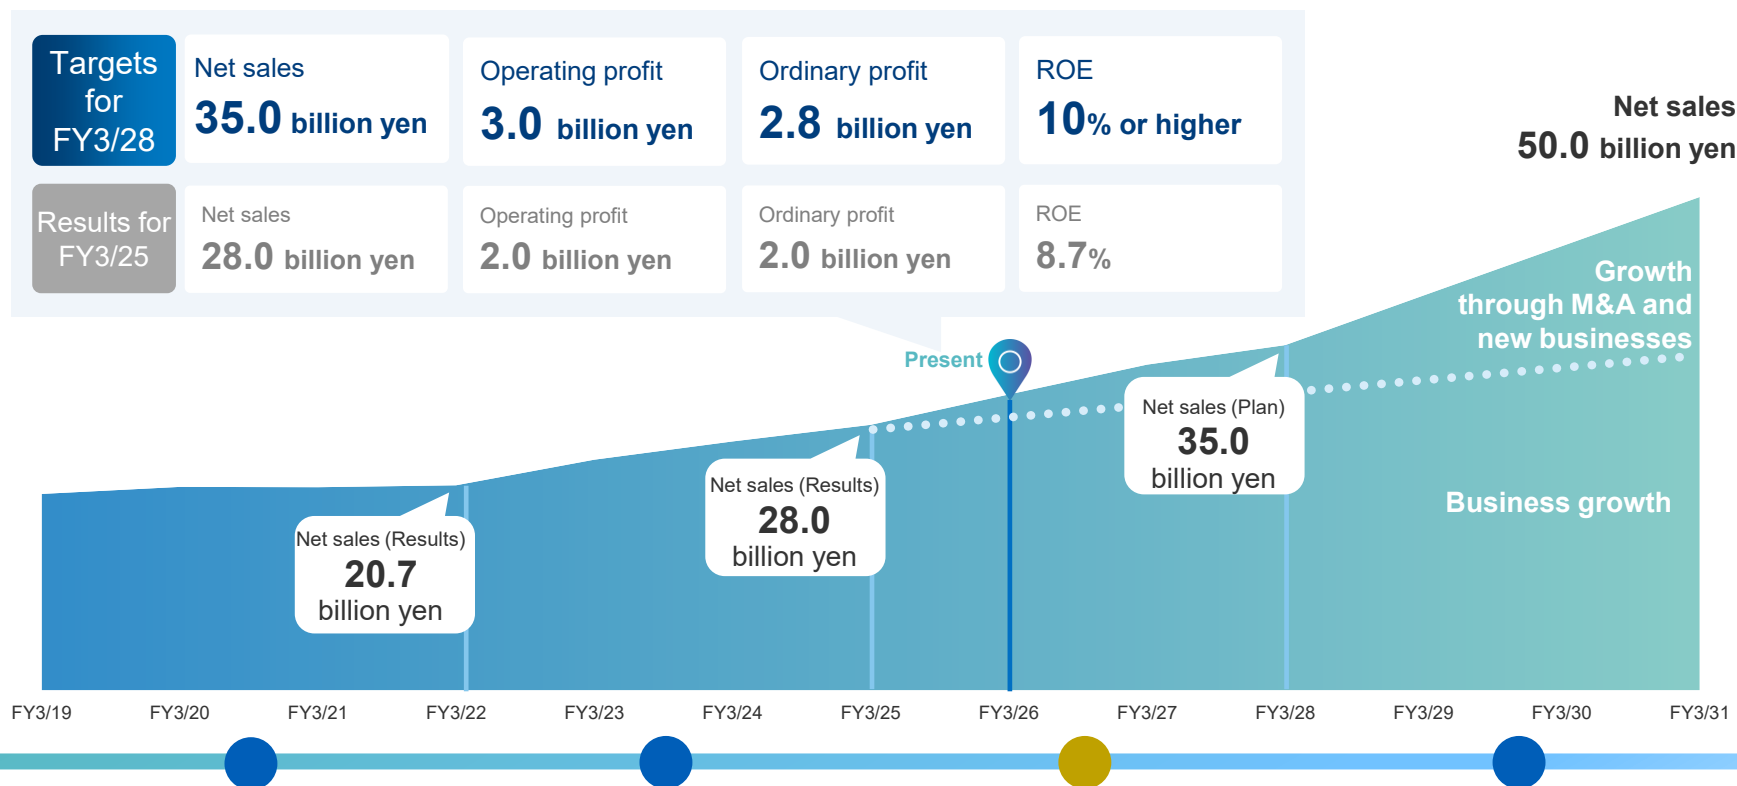 Targets
for
FY3/28
Net sales
35.0 billion yen
Operating profit
3.0 billion yen
Ordinary profit
2.8 billion yen
ROE
10% or higher
Results for
FY3/25
Net sales
28.0 billion yen
Operating profit
2.0 billion yen
Ordinary profit
2.0 billion yen
ROE
8.7%
Net sales
50.0 billion yen
Growth
through M&A and
new businesses
Present
Net sales (Plan)
35.0
billion yen
Net sales (Results)
28.0
billion yen
Net sales (Results)
20.7
billion yen
Business growth
FY3/19
FY3/20
FY3/21
FY3/22
FY3/23
FY3/24
FY3/25
FY3/26
FY3/27
FY3/28
FY3/29
FY3/30
FY3/31